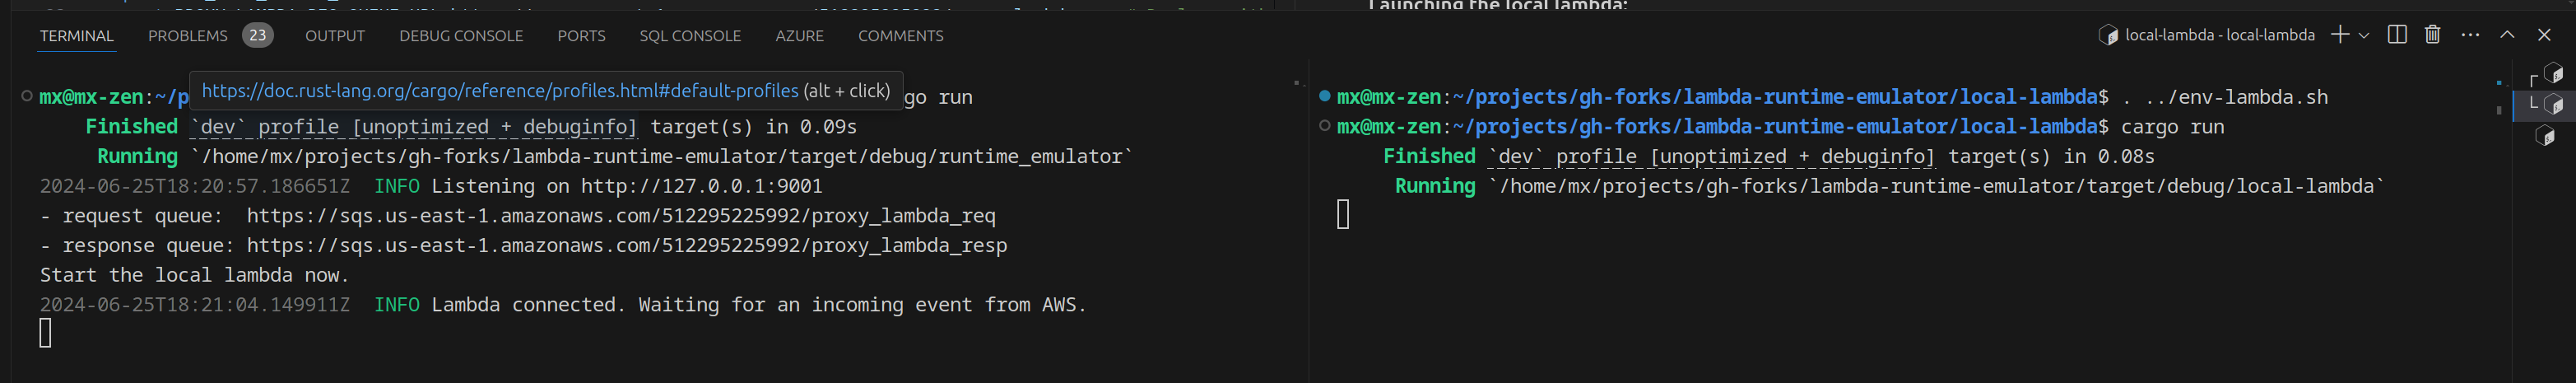 Launching the local lambda:
TERMINAL PROBLEMS 23 OUTPUT DEBUG CONSOLE PORTS SQL CONSOLE AZURE COMMENTS
local-lambda - local-lambda
https://doc.rust-lang.org/cargo/reference/profiles.html#default-profiles (alt + click)
mx@mx-zen:~/p go run
Finished `dev` profile [unoptimized + debuginfo] target(s) in 0.09s
Running `/home/mx/projects/gh-forks/lambda-runtime-emulator/target/debug/runtime_emulator`
2024-06-25T18:20:57.186651Z INFO Listening on http://127.0.0.1:9001
- request queue: https://sqs.us-east-1.amazonaws.com/512295225992/proxy_lambda_req
- response queue: https://sqs.us-east-1.amazonaws.com/512295225992/proxy_lambda_resp
Start the local lambda now.
2024-06-25T18:21:04.149911Z INFO Lambda connected. Waiting for an incoming event from AWS.
mx@mx-zen:~/projects/gh-forks/lambda-runtime-emulator/local-lambda$ . ../env-lambda.sh
mx@mx-zen:~/projects/gh-forks/lambda-runtime-emulator/local-lambda$ cargo run
Finished `dev` profile [unoptimized + debuginfo] target(s) in 0.08s
Running `/home/mx/projects/gh-forks/lambda-runtime-emulator/target/debug/local-lambda`